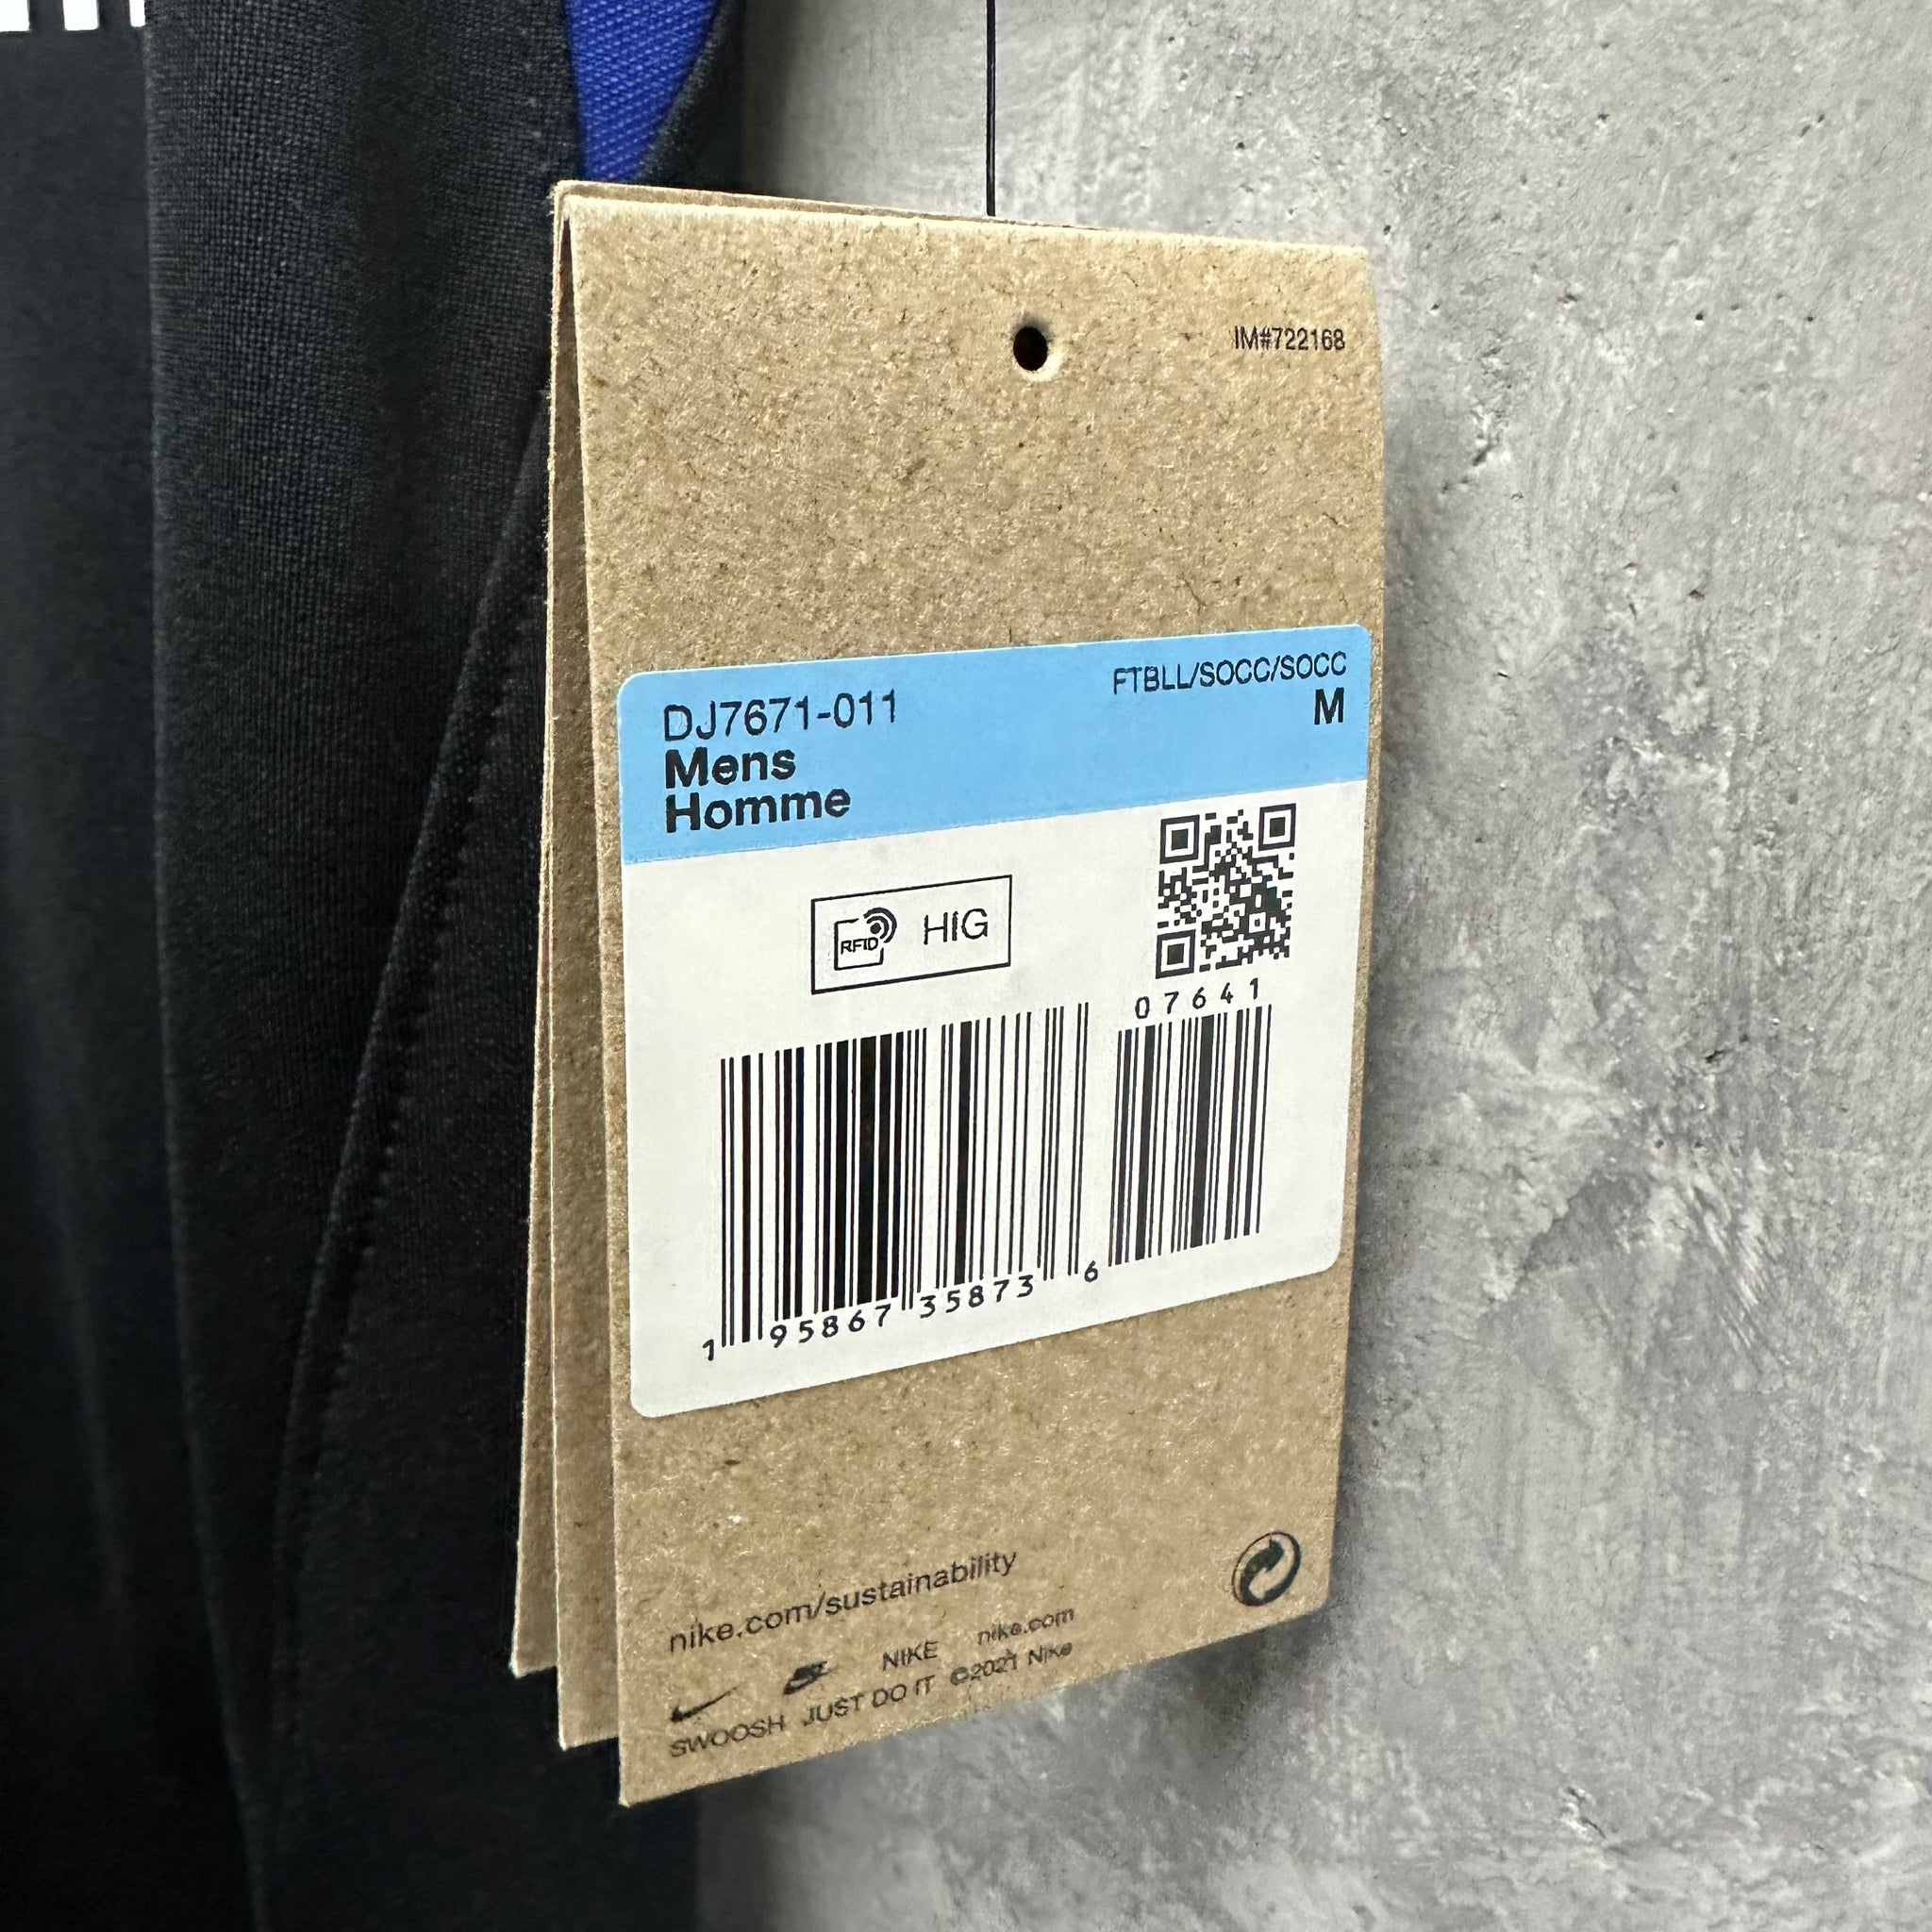 IM#722168
FTBLL/SOCC/SOCC
DJ7671-011
M
Mens
Homme
RFID HIG
07641
1 95867 35873 6
nike.com/sustainability
NIKE nike.com
SWOOSH JUST DO IT ©2021 Nike